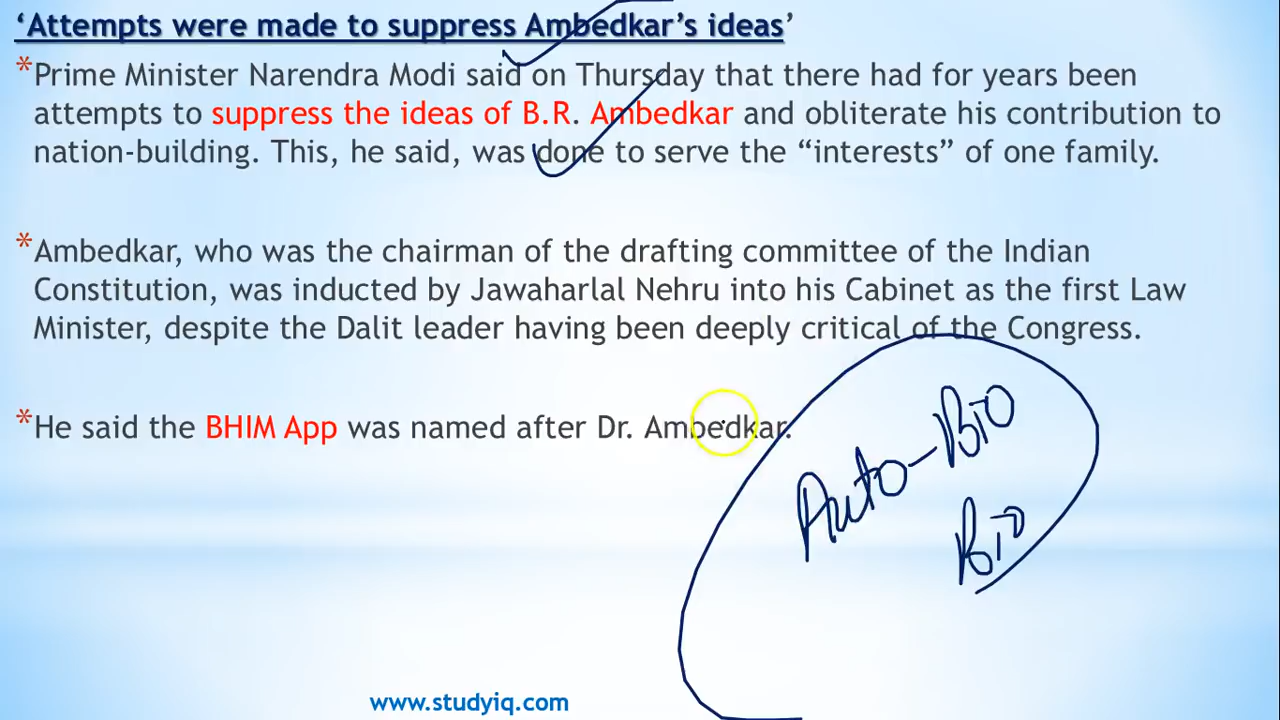 ‘Attempts were made to suppress Ambedkar’s ideas’
*Prime Minister Narendra Modi said on Thursday that there had for years been
attempts to suppress the ideas of B.R. Ambedkar and obliterate his contribution to
nation-building. This, he said, was done to serve the “interests” of one family.
*Ambedkar, who was the chairman of the drafting committee of the Indian
Constitution, was inducted by Jawaharlal Nehru into his Cabinet as the first Law
Minister, despite the Dalit leader having been deeply critical of the Congress.
*He said the BHIM App was named after Dr. Ambedkar.
Auto-Bio
Bio
www.studyiq.com